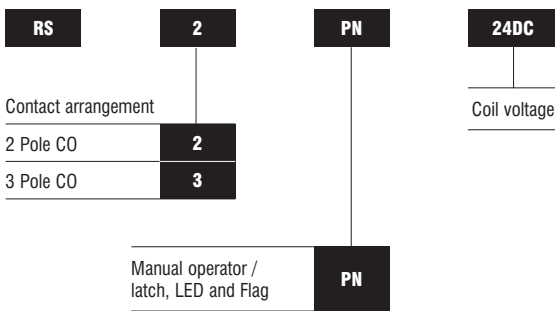 RS 2 PN 24DC
Contact arrangement
Coil voltage
2 Pole CO 2
3 Pole CO 3
Manual operator /
latch, LED and Flag
PN